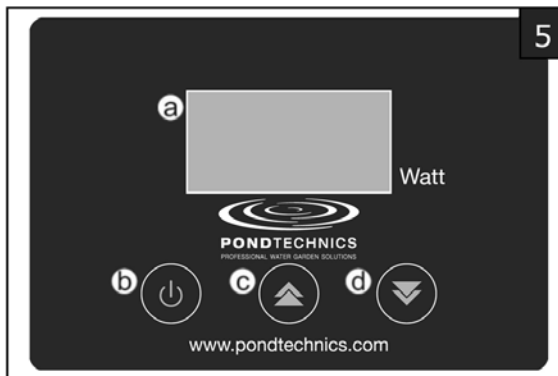 5
a
Watt
PONDTECHNICS
PROFESSIONAL WATER GARDEN SOLUTIONS
b
c
d
www.pondtechnics.com